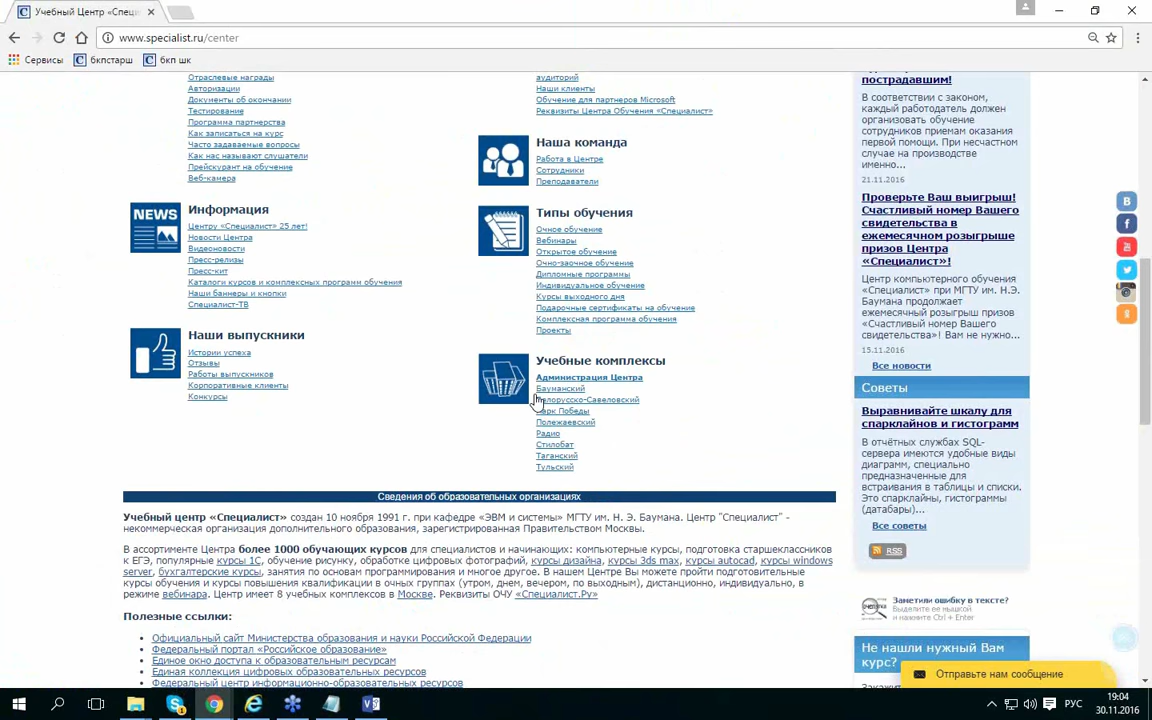 Учебный Центр «Специ
www.specialist.ru/center
Сервисы
бкпстарш
бкп шк
Отраслевые награды
Авторизации
Документы об окончании
Тестирование
Программа партнерства
Как записаться на курс
Часто задаваемые вопросы
Как нас называют слушатели
Прейскурант на обучение
Веб-камера
NEWS
Информация
Центру «Специалист» 25 лет!
Новости Центра
Видеоновости
Пресс-релизы
Пресс-кит
Каталоги курсов и комплексных программ обучения
Наши баннеры и кнопки
Специалист-ТВ
Наши выпускники
Истории успеха
Отзывы
Работы выпускников
Корпоративные клиенты
Конкурсы
аудиторий
Наши клиенты
Обучение для партнеров Microsoft
Реквизиты Центра Обучения «Специалист»
Наша команда
Работа в Центре
Сотрудники
Преподаватели
Типы обучения
Очное обучение
Вебинары
Открытое обучение
Очно-заочное обучение
Дипломные программы
Индивидуальное обучение
Курсы выходного дня
Подарочные сертификаты на обучение
Комплексная программа обучения
Проекты
Учебные комплексы
Администрация Центра
Бауманский
елорусско-Савеловский
Парк Победы
Полежаевский
Радио
Стилобат
Таганский
Тульский
Сведения об образовательных организациях
Учебный центр «Специалист» создан 10 ноября 1991 г. при кафедре «ЭВМ и системы» МГТУ им. Н. Э. Баумана. Центр "Специалист" -
некоммерческая организация дополнительного образования, зарегистрированная Правительством Москвы.
В ассортименте Центра более 1000 обучающих курсов для специалистов и начинающих: компьютерные курсы, подготовка старшеклассников
к ЕГЭ, популярные курсы 1С, обучение рисунку, обработке цифровых фотографий, курсы дизайна, курсы 3ds max, курсы autocad, курсы windows
server, бухгалтерские курсы, занятия по основам программирования и многое другое. В нашем Центре Вы можете пройти подготовительные
курсы обучения и курсы повышения квалификации в очных группах (утром, днем, вечером, по выходным), дистанционно, индивидуально, в
режиме вебинара. Центр имеет 8 учебных комплексов в Москве. Реквизиты ОЧУ «Специалист.Ру»
Полезные ссылки:
• Официальный сайт Министерства образования и науки Российской Федерации
• Федеральный портал «Российское образование»
• Единое окно доступа к образовательным ресурсам
• Единая коллекция цифровых образовательных ресурсов
• Федеральный центр информационно-образовательных ресурсов
пострадавшим!
В соответствии с законом,
каждый работодатель должен
организовать обучение
сотрудников приемам оказания
первой помощи. При несчастном
случае на производстве
именно...
21.11.2016
Проверьте Ваш выигрыш!
Счастливый номер Вашего
свидетельства в
ежемесячном розыгрыше
призов Центра
«Специалист»!
Центр компьютерного обучения
«Специалист» при МГТУ им. Н.Э.
Баумана продолжает
ежемесячный розыгрыш призов
«Счастливый номер Вашего
свидетельства»! Вам не нужно...
15.11.2016
Все новости
Советы
Выравнивайте шкалу для
спарклайнов и гистограмм
В отчётных службах SQL-
сервера имеются удобные виды
диаграмм, специально
предназначенные для
встраивания в таблицы и списки.
Это спарклайны, гистограммы
(датабары)...
Все советы
RSS
Заметили ошибку в тексте?
Выделите ее мышкой
и нажмите Ctrl + Enter
Не нашли нужный Вам
курс?
Отправьте нам сообщение
РУС
19:04
30.11.2016